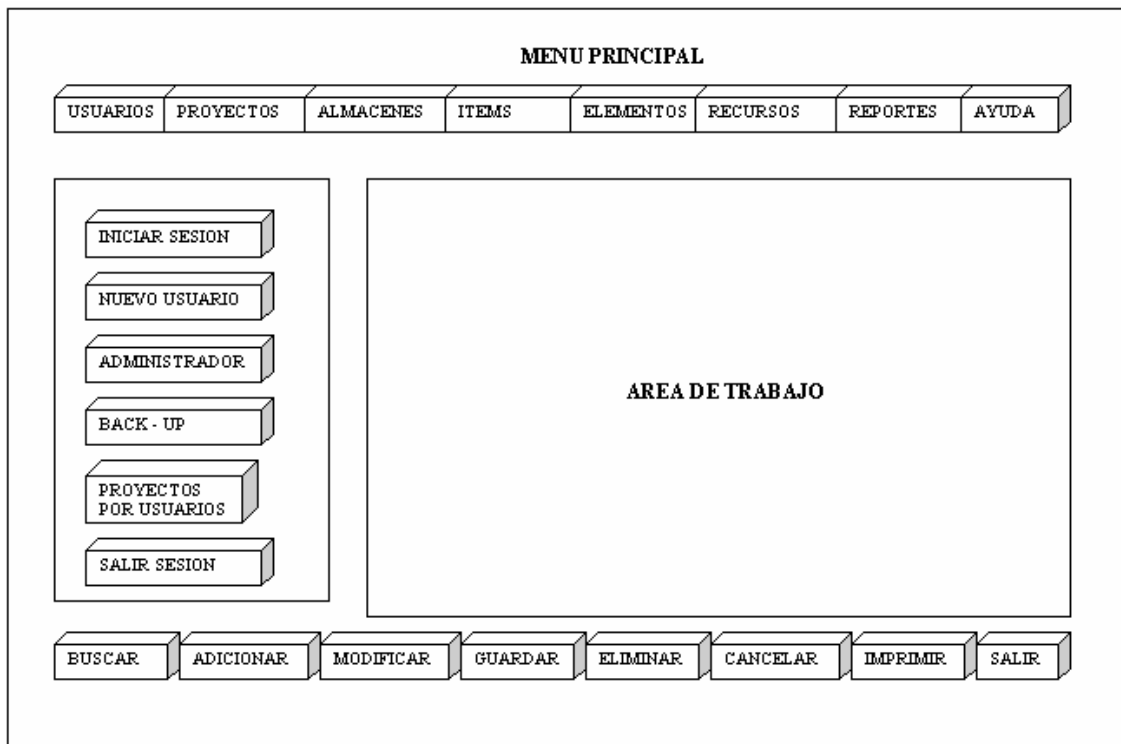 MENU PRINCIPAL
USUARIOS PROYECTOS ALMACENES ITEMS ELEMENTOS RECURSOS REPORTES AYUDA
INICIAR SESION
NUEVO USUARIO
ADMINISTRADOR
BACK - UP
PROYECTOS
POR USUARIOS
SALIR SESION
AREA DE TRABAJO
BUSCAR ADICIONAR MODIFICAR GUARDAR ELIMINAR CANCELAR IMPRIMIR SALIR